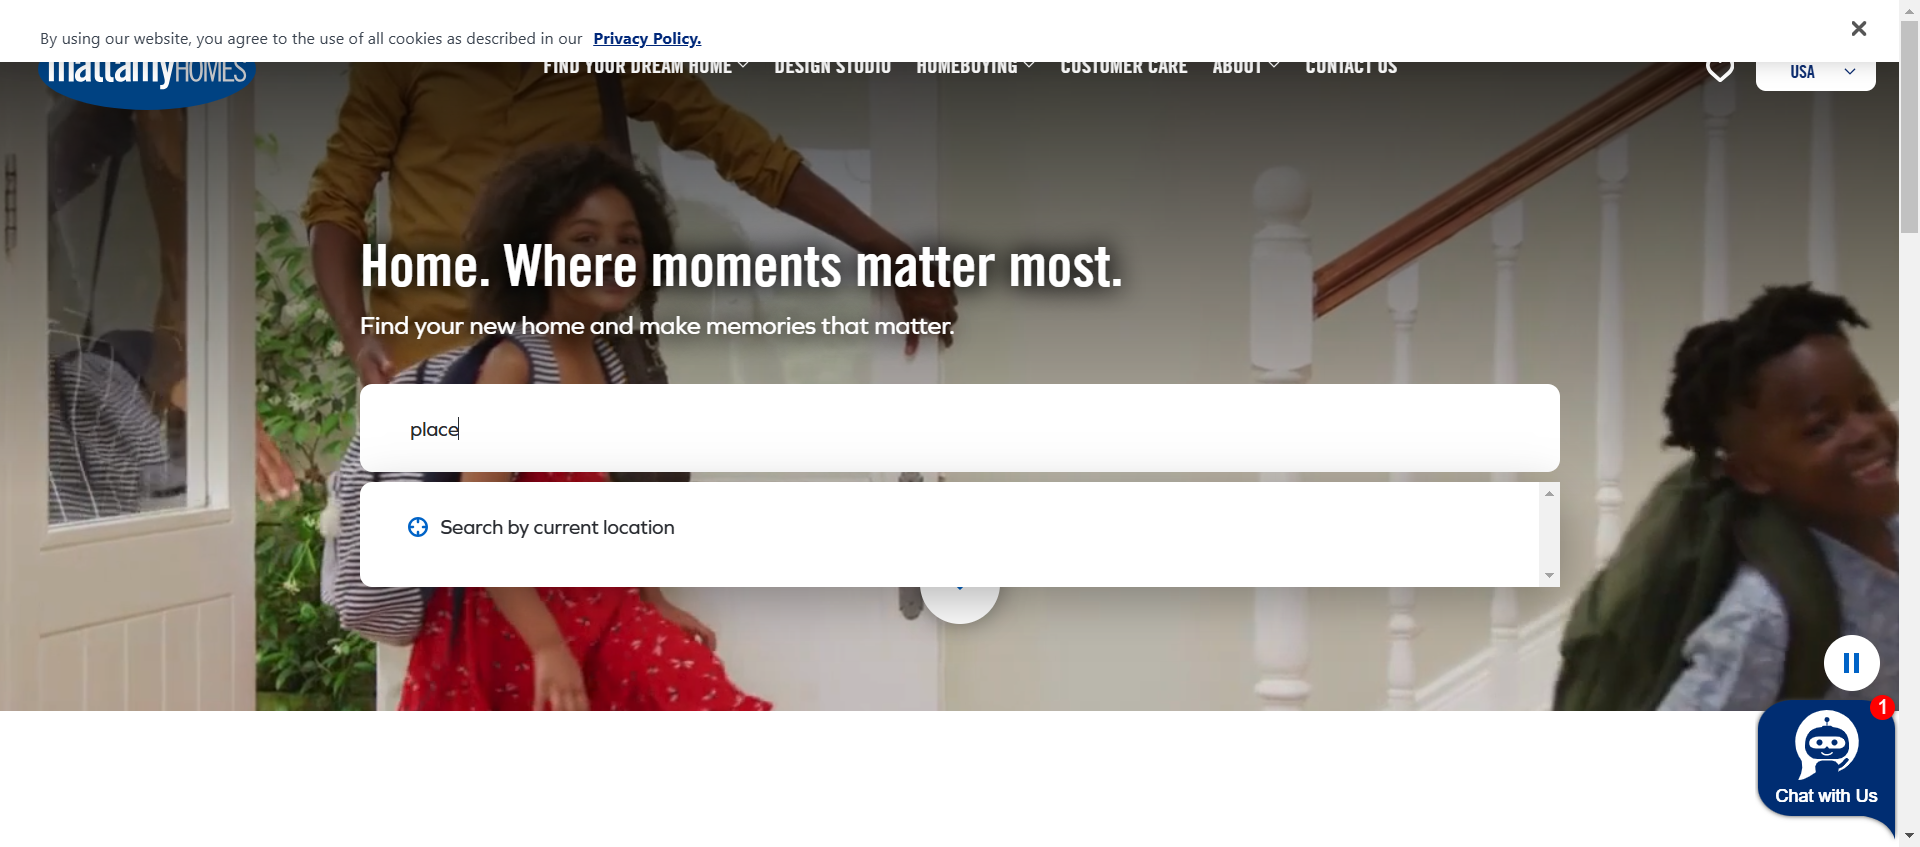 By using our website, you agree to the use of all cookies as described in our Privacy Policy.
mattamyHOMES
FIND YOUR DREAM HOME
DESIGN STUDIO
HOMEBUYING
CUSTOMER CARE
ABOUT
CONTACT US
USA
Home. Where moments matter most.
Find your new home and make memories that matter.
place
Search by current location
1
Chat with Us